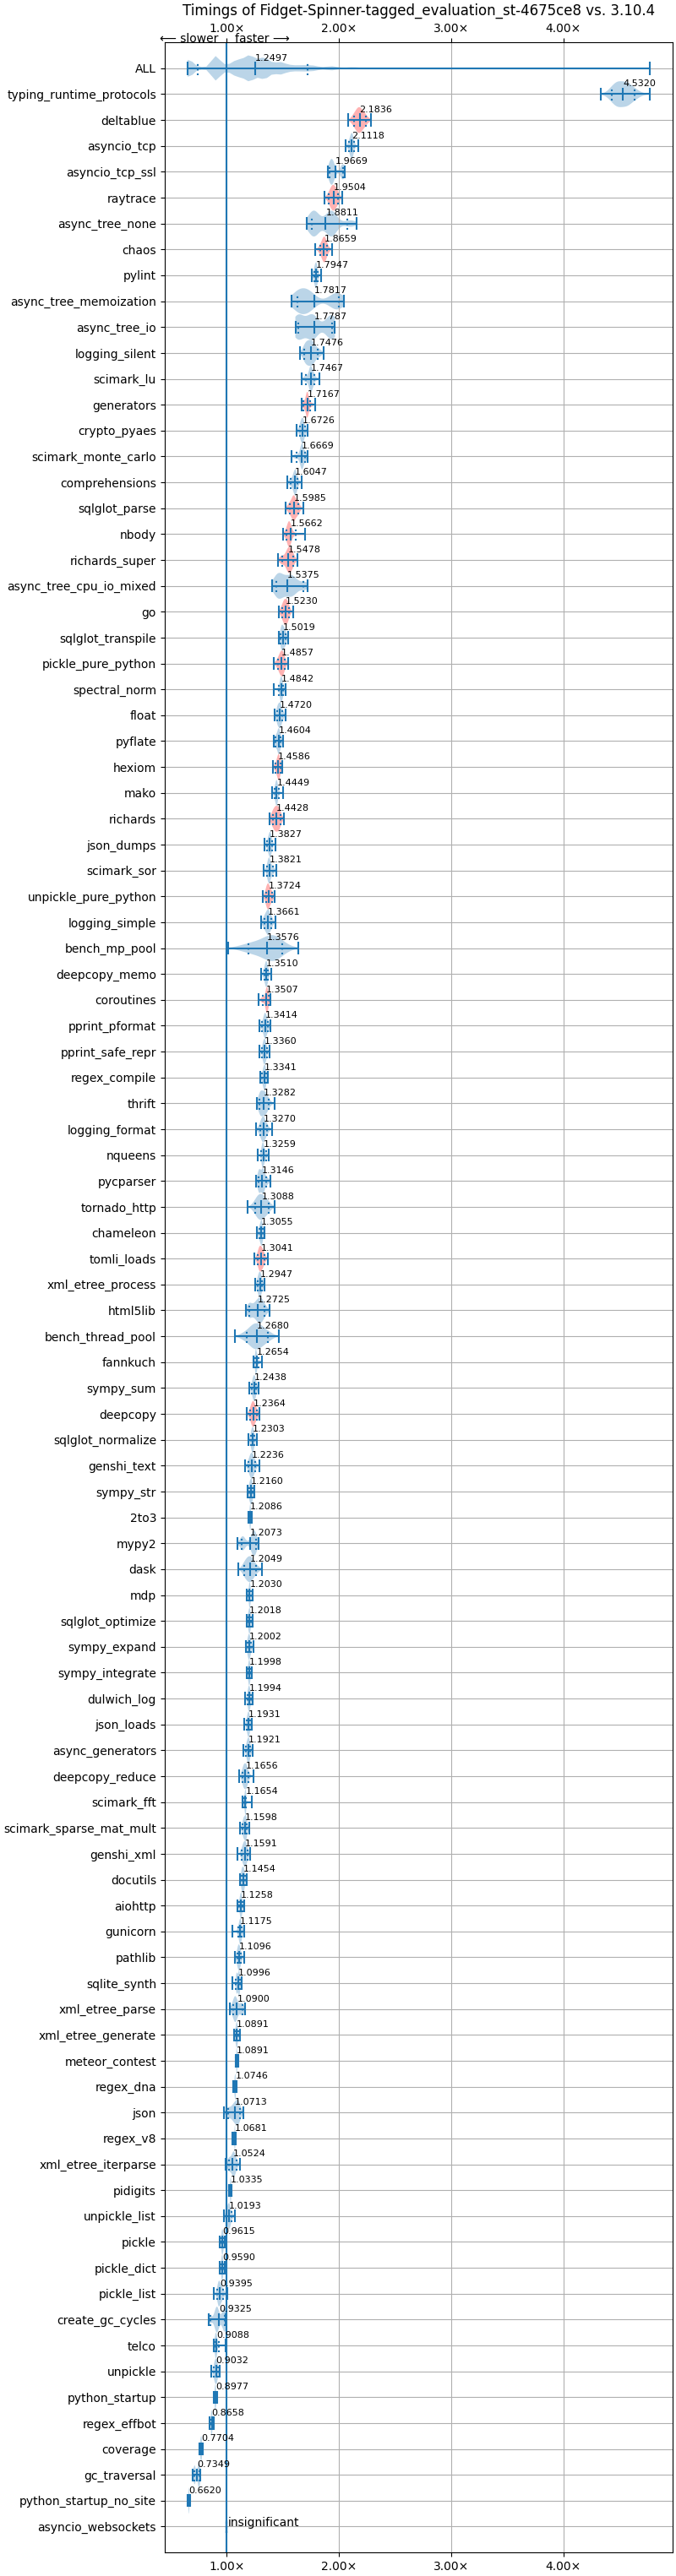 Timings of Fidget-Spinner-tagged_evaluation_st-4675ce8 vs. 3.10.4
1.00× 2.00× 3.00× 4.00×
⟵ slower faster ⟶
ALL 1.2497
typing_runtime_protocols 4.5320
deltablue 2.1836
asyncio_tcp 2.1118
asyncio_tcp_ssl 1.9669
raytrace 1.9504
async_tree_none 1.8811
chaos 1.8659
pylint 1.7947
async_tree_memoization 1.7817
async_tree_io 1.7787
logging_silent 1.7476
scimark_lu 1.7467
generators 1.7167
crypto_pyaes 1.6726
scimark_monte_carlo 1.6669
comprehensions 1.6047
sqlglot_parse 1.5985
nbody 1.5662
richards_super 1.5478
async_tree_cpu_io_mixed 1.5375
go 1.5230
sqlglot_transpile 1.5019
pickle_pure_python 1.4857
spectral_norm 1.4842
float 1.4720
pyflate 1.4604
hexiom 1.4586
mako 1.4449
richards 1.4428
json_dumps 1.3827
scimark_sor 1.3821
unpickle_pure_python 1.3724
logging_simple 1.3661
bench_mp_pool 1.3576
deepcopy_memo 1.3510
coroutines 1.3507
pprint_pformat 1.3414
pprint_safe_repr 1.3360
regex_compile 1.3341
thrift 1.3282
logging_format 1.3270
nqueens 1.3259
pycparser 1.3146
tornado_http 1.3088
chameleon 1.3055
tomli_loads 1.3041
xml_etree_process 1.2947
html5lib 1.2725
bench_thread_pool 1.2680
fannkuch 1.2654
sympy_sum 1.2438
deepcopy 1.2364
sqlglot_normalize 1.2303
genshi_text 1.2236
sympy_str 1.2160
2to3 1.2086
mypy2 1.2073
dask 1.2049
mdp 1.2030
sqlglot_optimize 1.2018
sympy_expand 1.2002
sympy_integrate 1.1998
dulwich_log 1.1994
json_loads 1.1931
async_generators 1.1921
deepcopy_reduce 1.1656
scimark_fft 1.1654
scimark_sparse_mat_mult 1.1598
genshi_xml 1.1591
docutils 1.1454
aiohttp 1.1258
gunicorn 1.1175
pathlib 1.1096
sqlite_synth 1.0996
xml_etree_parse 1.0900
xml_etree_generate 1.0891
meteor_contest 1.0891
regex_dna 1.0746
json 1.0713
regex_v8 1.0681
xml_etree_iterparse 1.0524
pidigits 1.0335
unpickle_list 1.0193
pickle 0.9615
pickle_dict 0.9590
pickle_list 0.9395
create_gc_cycles 0.9325
telco 0.9088
unpickle 0.9032
python_startup 0.8977
regex_effbot 0.8658
coverage 0.7704
gc_traversal 0.7349
python_startup_no_site 0.6620
asyncio_websockets insignificant
1.00× 2.00× 3.00× 4.00×